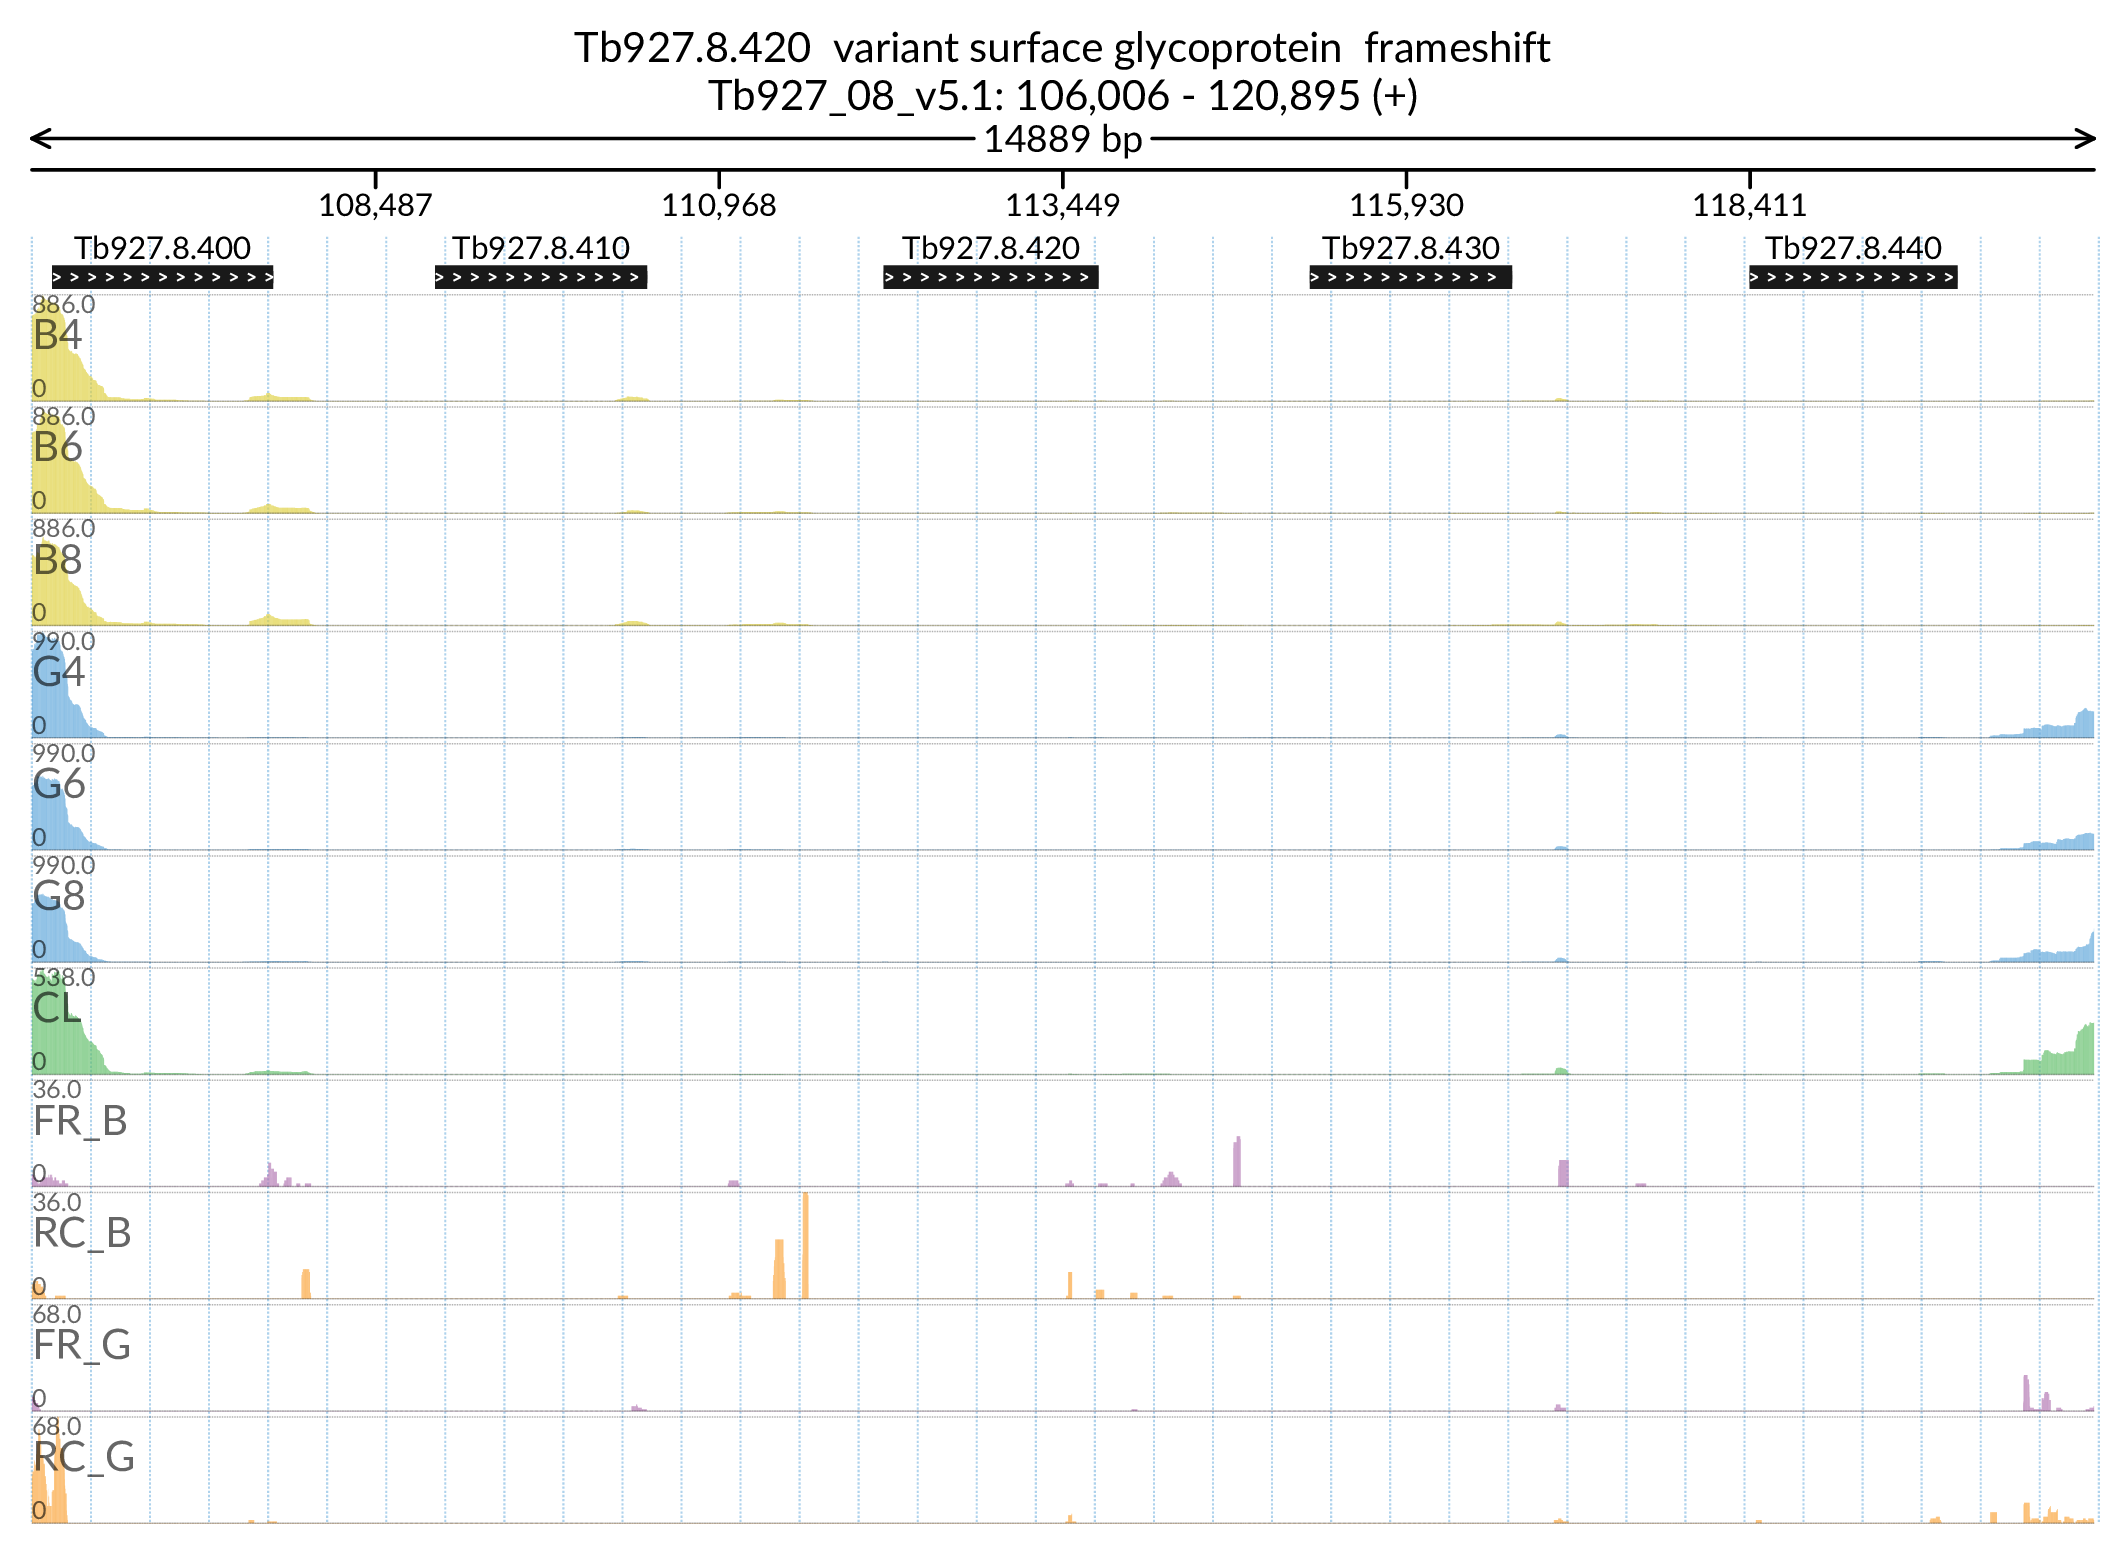 Tb927.8.420  variant surface glycoprotein  frameshift
Tb927_08_v5.1: 106,006 - 120,895 (+)
14889 bp
108,487 110,968 113,449 115,930 118,411
Tb927.8.400 Tb927.8.410 Tb927.8.420 Tb927.8.430 Tb927.8.440
886.0
B4
0
886.0
B6
0
886.0
B8
0
990.0
G4
0
990.0
G6
0
990.0
G8
0
538.0
CL
0
36.0
FR_B
0
36.0
RC_B
0
68.0
FR_G
0
68.0
RC_G
0